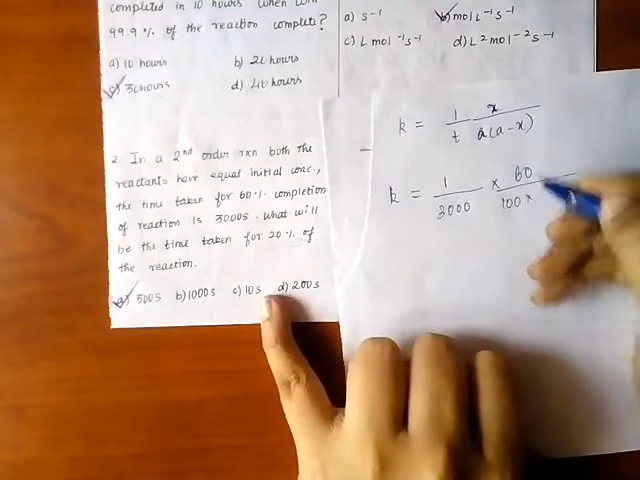 completed in 10 hours. When will
99.9% of the reaction complete?
a) 10 hours b) 20 hours
c) 30 hours d) 40 hours
2. In a 2nd order rxn both the
reactants have equal initial conc.,
the time taken for 60% completion
of reaction is 3000s. What will
be the time taken for 20% of
the reaction.
a) 500s b) 1000s c) 10s d) 200s
a) s⁻¹ b) mol L⁻¹ s⁻¹
c) L mol⁻¹ s⁻¹ d) L² mol⁻² s⁻¹
k = 1/t x/a(a-x)
k = 1/3000 × 60/100 ×